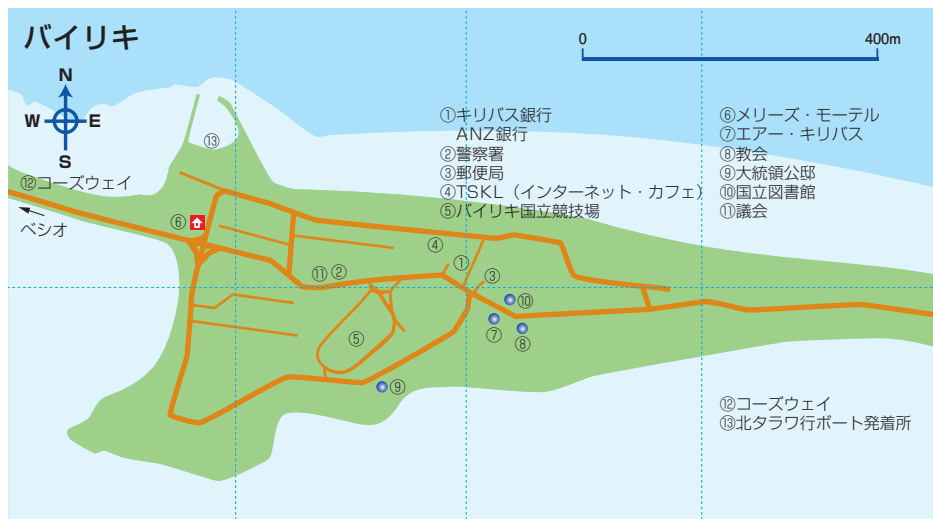 バイリキ
N
W E
S
0 400m
①キリバス銀行
ANZ銀行
②警察署
③郵便局
④TSKL（インターネット・カフェ）
⑤バイリキ国立競技場
⑥メリーズ・モーテル
⑦エアー・キリバス
⑧教会
⑨大統領公邸
⑩国立図書館
⑪議会
⑬
⑫コーズウェイ
ベシオ
⑥
④
①
⑪②
③
⑩
⑦
⑧
⑤
⑨
⑫コーズウェイ
⑬北タラワ行ボート発着所